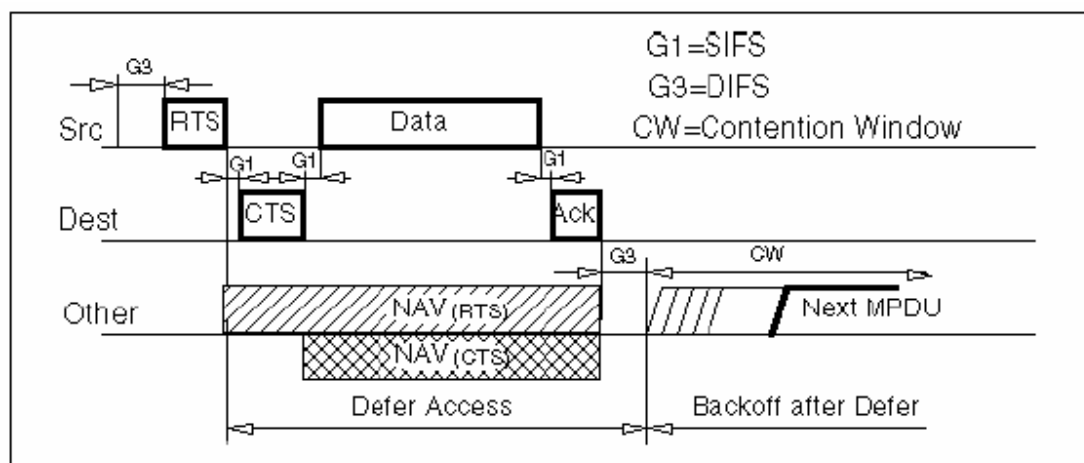 G3
G1=SIFS
G3=DIFS
CW=Contention Window
Src
RTS
Data
G1
G1
G1
Dest
CTS
Ack
G3
CW
Other
NAV (RTS)
Next MPDU
NAV (CTS)
Defer Access
Backoff after Defer